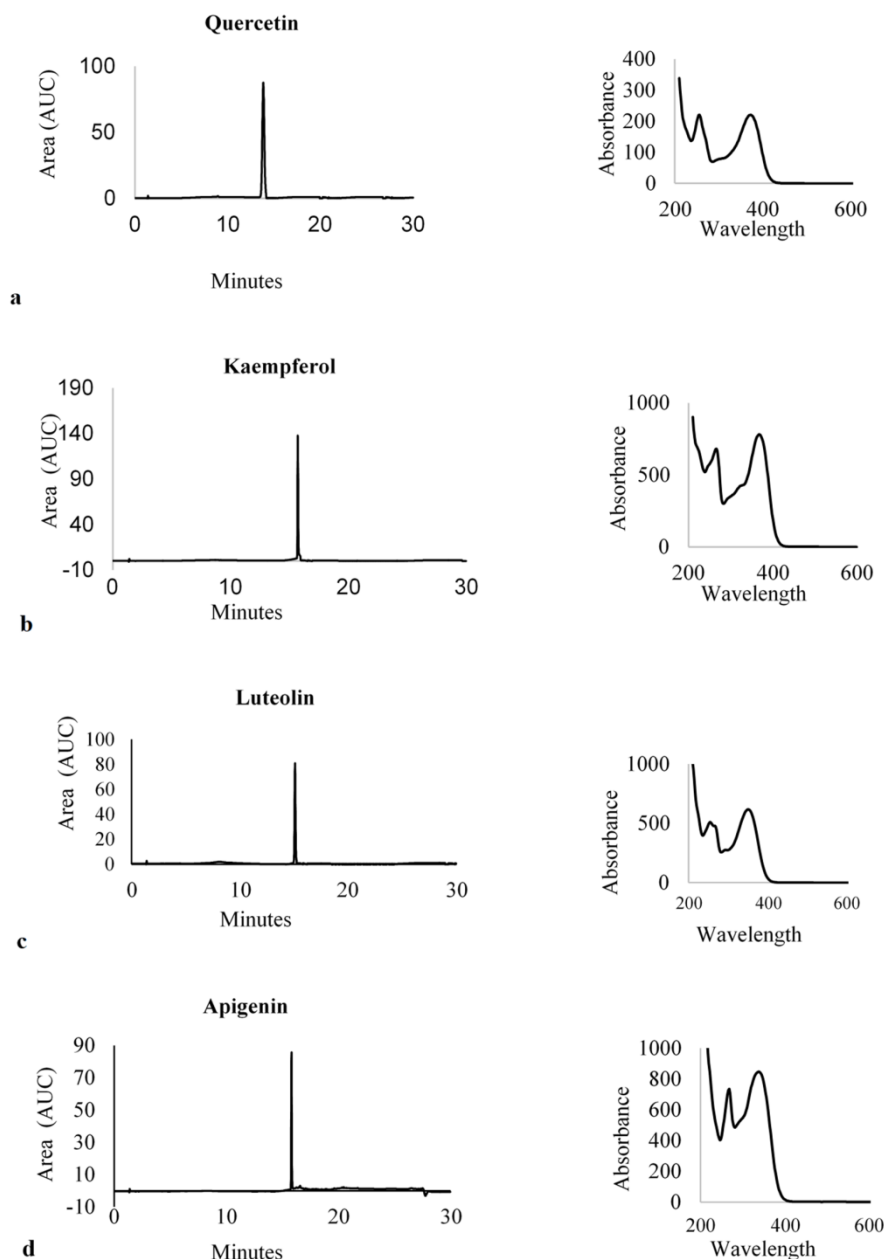 Quercetin
Area (AUC)
100
50
0
0 10 20 30
Minutes
Absorbance
400
300
200
100
0
200 400 600
Wavelength
a
Kaempferol
Area (AUC)
190
140
90
40
-10
0 10 20 30
Minutes
Absorbance
1000
500
0
200 400 600
Wavelength
b
Luteolin
Area (AUC)
100
80
60
40
20
0
0 10 20 30
Minutes
Absorbance
1000
500
0
200 400 600
Wavelength
c
Apigenin
Area (AUC)
90
70
50
30
10
-10
0 10 20 30
Minutes
Absorbance
1000
800
600
400
200
0
200 400 600
Wavelength
d